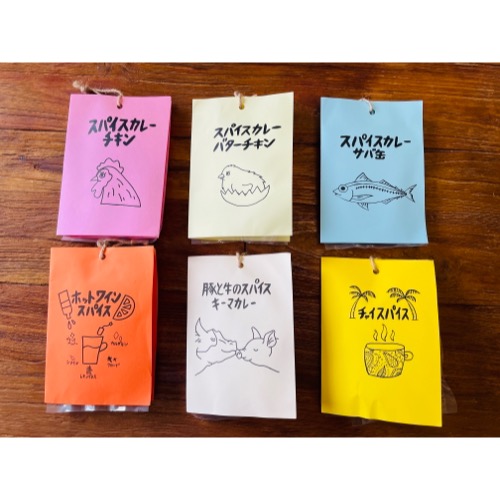 スパイスカレー
チキン
スパイスカレー
バターチキン
スパイスカレー
サバ缶
ホットワイン
スパイス
豚と牛のスパイス
キーマカレー
チャイスパイス